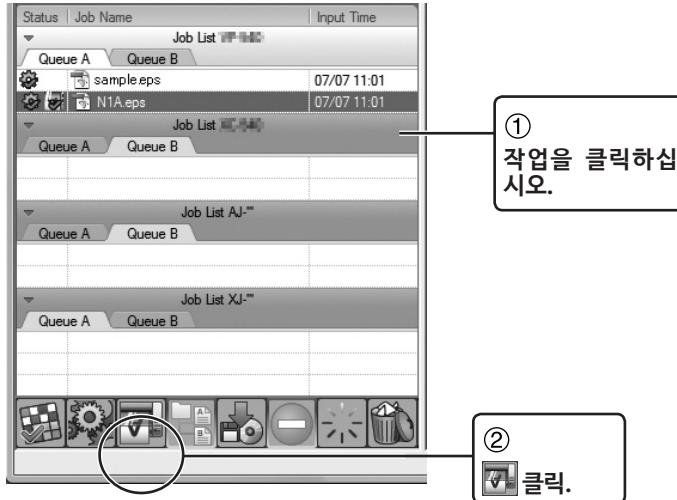 Status Job Name Input Time
Job List
Queue A Queue B
sample.eps 07/07 11:01
N1A.eps 07/07 11:01
Job List
Queue A Queue B
Job List AJ-""
Queue A Queue B
Job List XJ-""
Queue A Queue B
①
작업을 클릭하십
시오.
②
클릭.